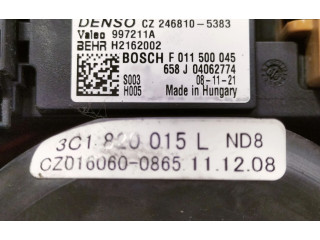 DENSO CZ 246810-5383
Valeo 997211A
BEHR H2162002
BOSCH F 011 500 045
658 J 04062774
S003 08-11-21
H005 Made in Hungary
3C1 820 015 L ND8
CZ016060-0865 11.12.08